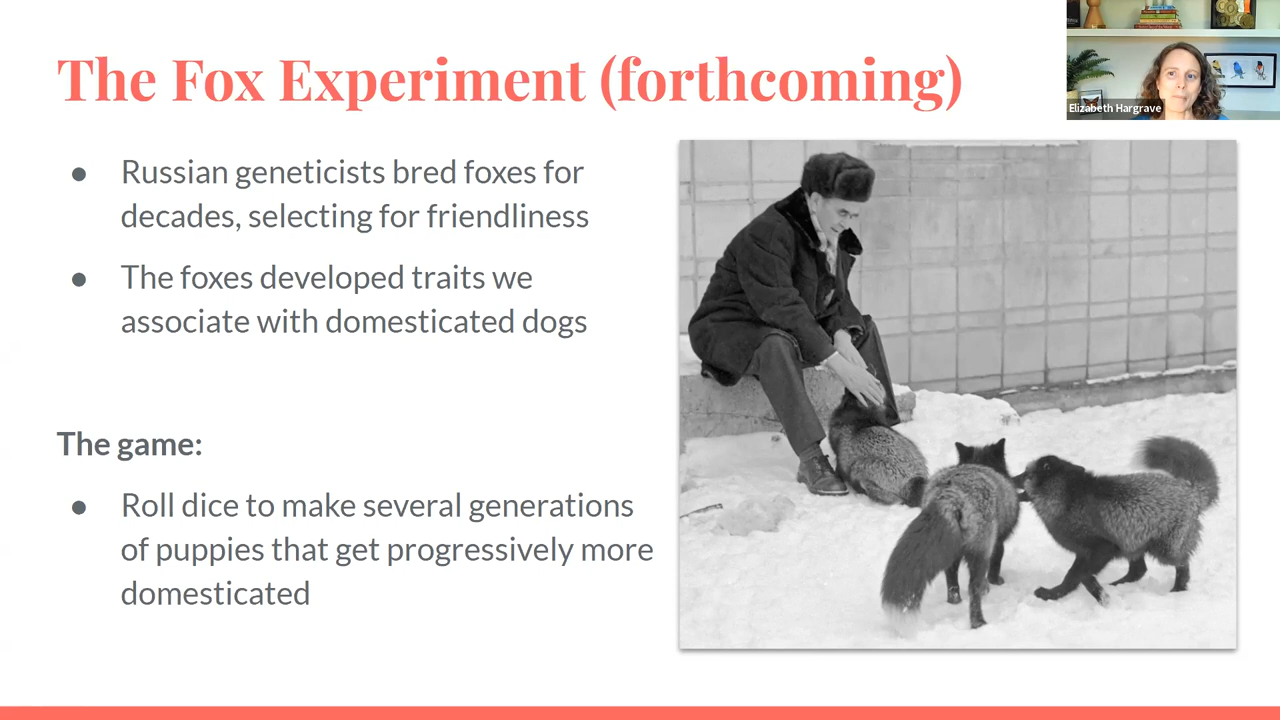 The Fox Experiment (forthcoming)
Elizabeth Hargrave
● Russian geneticists bred foxes for
decades, selecting for friendliness
● The foxes developed traits we
associate with domesticated dogs
The game:
● Roll dice to make several generations
of puppies that get progressively more
domesticated